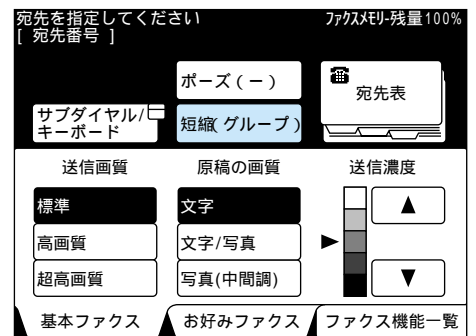 宛先を指定してください
ファクスメモリー残量100%
[ 宛先番号 ]
ポーズ(-)
宛先表
サブダイヤル/
キーボード
短縮(グループ)
送信画質
原稿の画質
送信濃度
標準
文字
高画質
文字/写真
超高画質
写真(中間調)
基本ファクス
お好みファクス
ファクス機能一覧